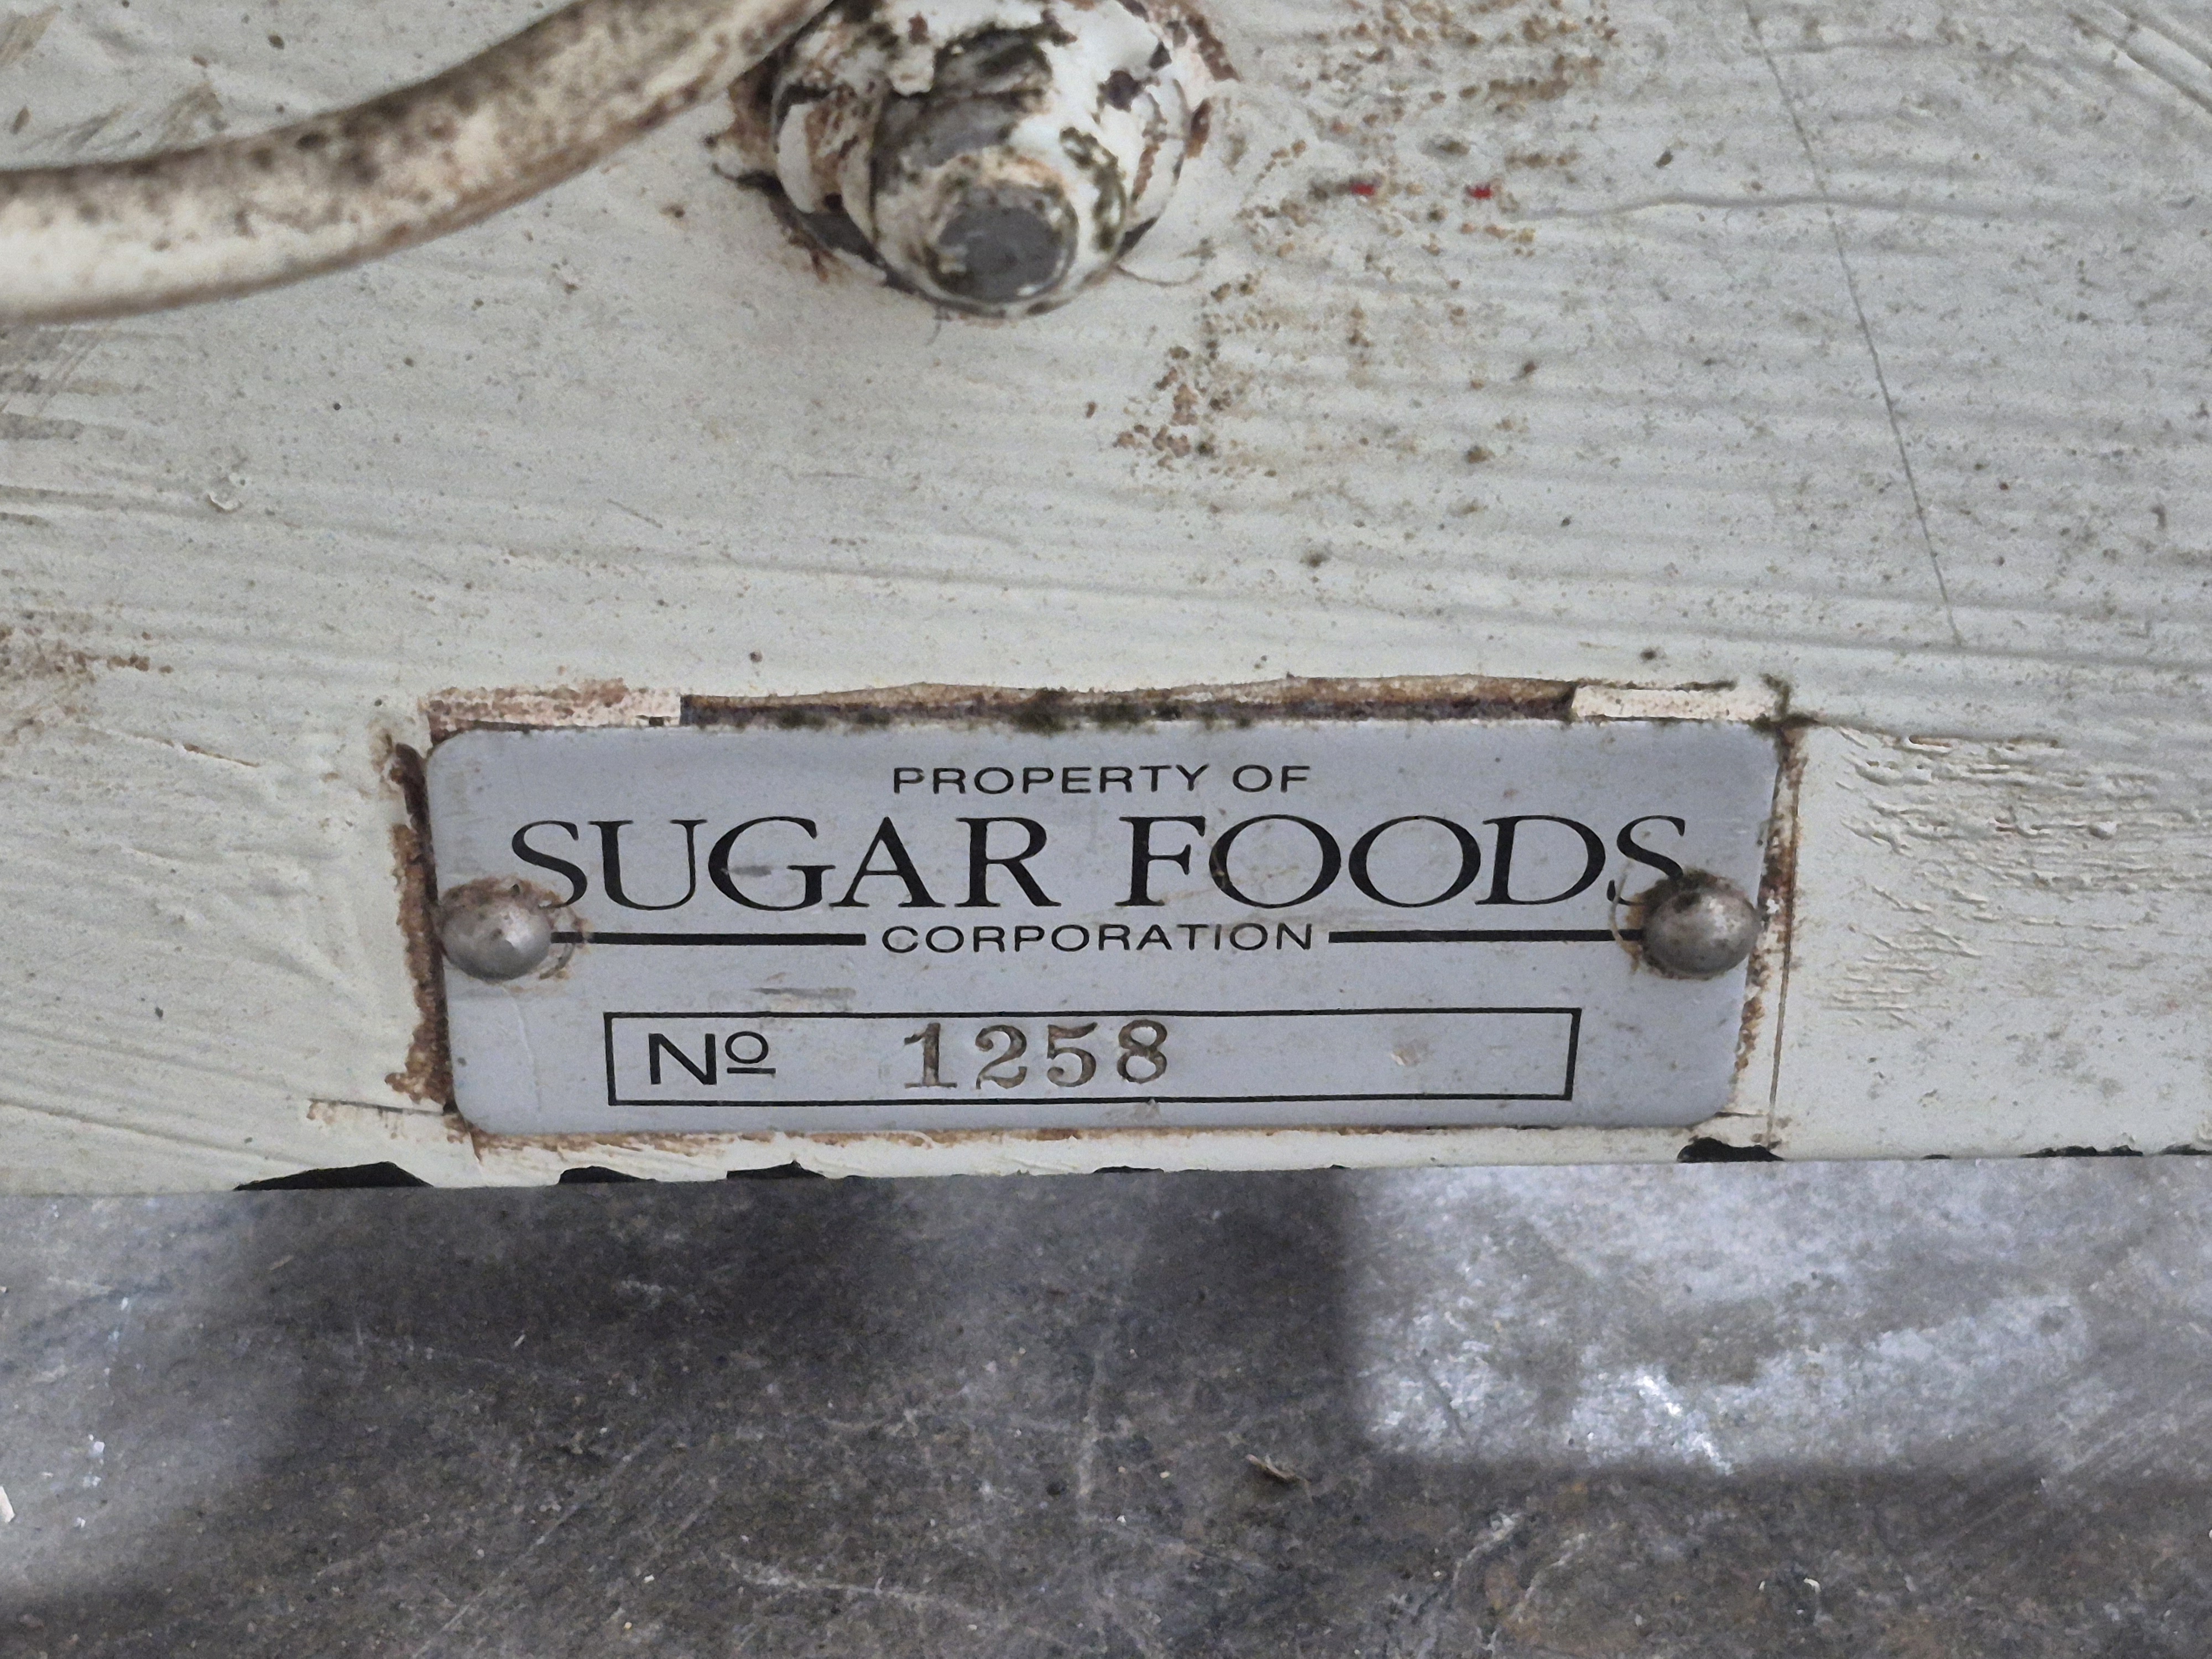 PROPERTY OF
SUGAR FOODS
CORPORATION
Nº 1258